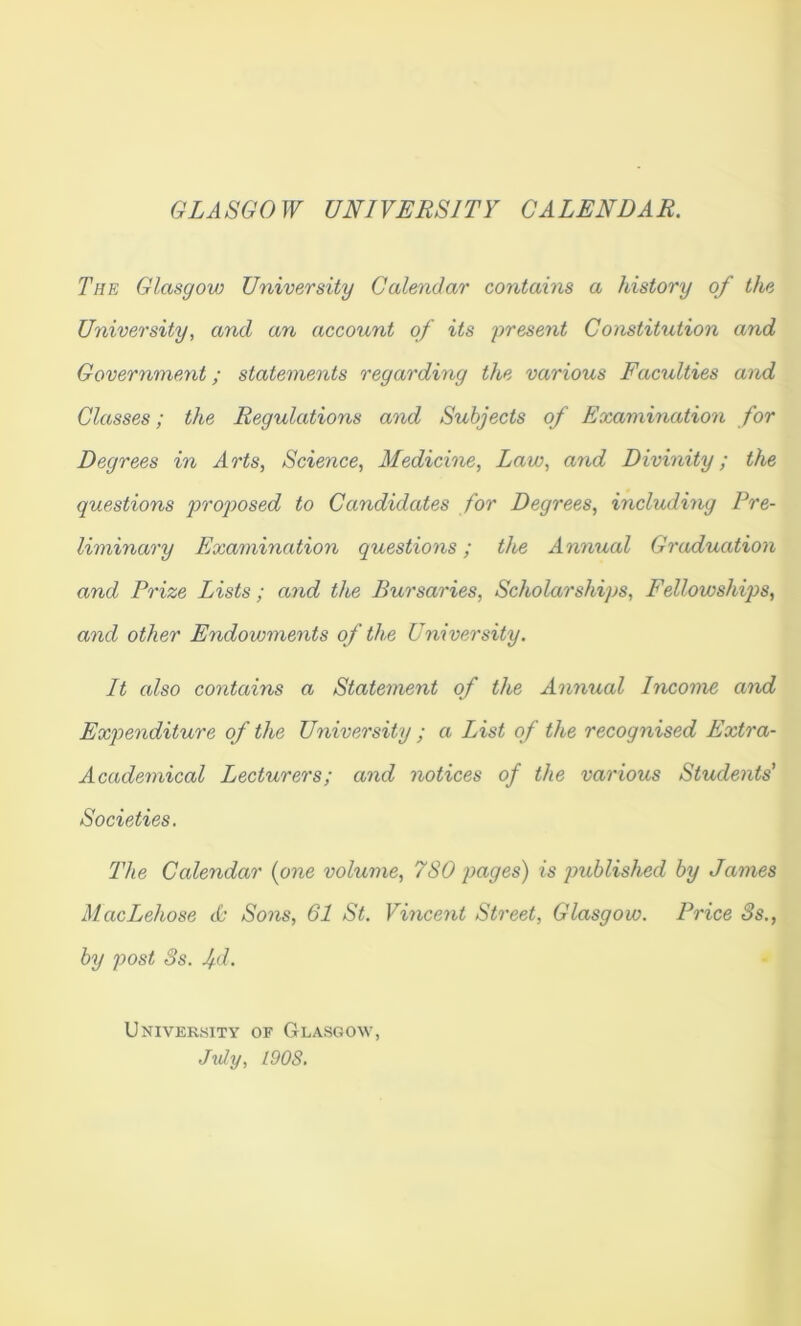 GLASGOW UNIVERSITY CALENDAR.
THE Glasgow University Calendar contains a history of the
University, and an account of its present Constitution and
Government; statements regarding the various Faculties and
Classes; the Regulations and Subjects of Examination for
Degrees in Arts, Science, Medicine, Law, and Divinity; the
questions proposed to Candidates for Degrees, including Pre-
liminary Examination questions; the Annual Graduation
and Prize Lists; and the Bursaries, Scholarships, Fellowships,
and other Endowments of the University.
It also contains a Statement of the Annual Income and
Expenditure of the University; a List of the recognised Extra-
Academical Lecturers; and notices of the various Students'
Societies.
The Calendar (one volume, 780 pages) is published by James
MacLehose & Sons, 61 St. Vincent Street, Glasgow. Price 3s.,
by post 3s. 4d.
UNIVERSITY OF GLASGOW,
July, 1908.